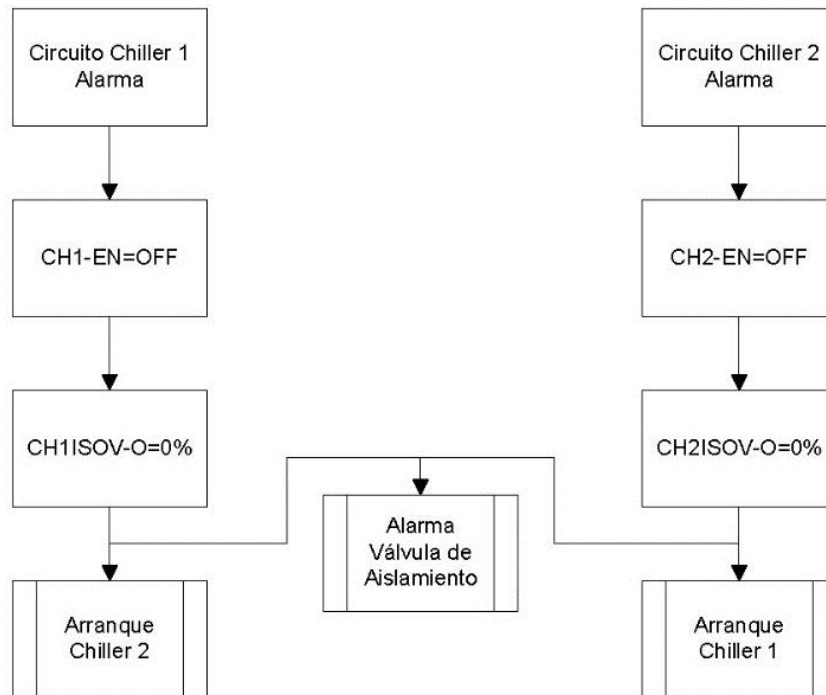 Circuito Chiller 1
Alarma
Circuito Chiller 2
Alarma
CH1-EN=OFF
CH2-EN=OFF
CH1ISOV-O=0%
CH2ISOV-O=0%
Alarma
Válvula de
Aislamiento
Arranque
Chiller 2
Arranque
Chiller 1